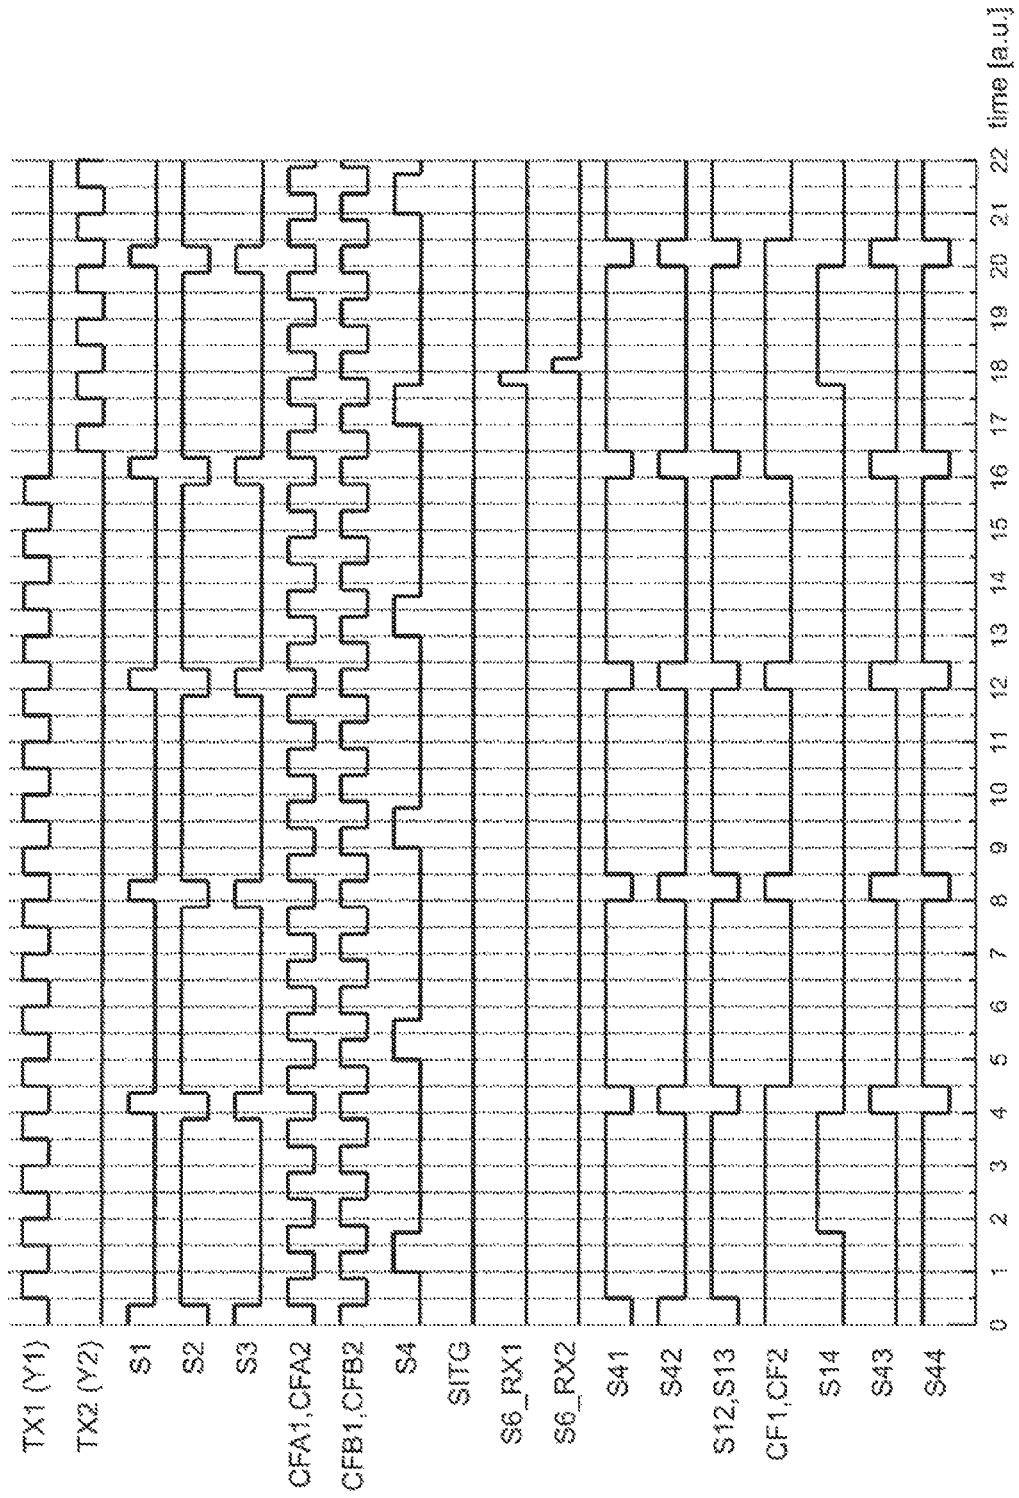 TX1 (Y1)
TX2 (Y2)
S1
S2
S3
CFA1,CFA2
CFB1,CFB2
S4
SITG
S6_RX1
S6_RX2
S41
S42
S12,S13
CF1,CF2
S14
S43
S44
0 1 2 3 4 5 6 7 8 9 10 11 12 13 14 15 16 17 18 19 20 21 22 time [a.u.]